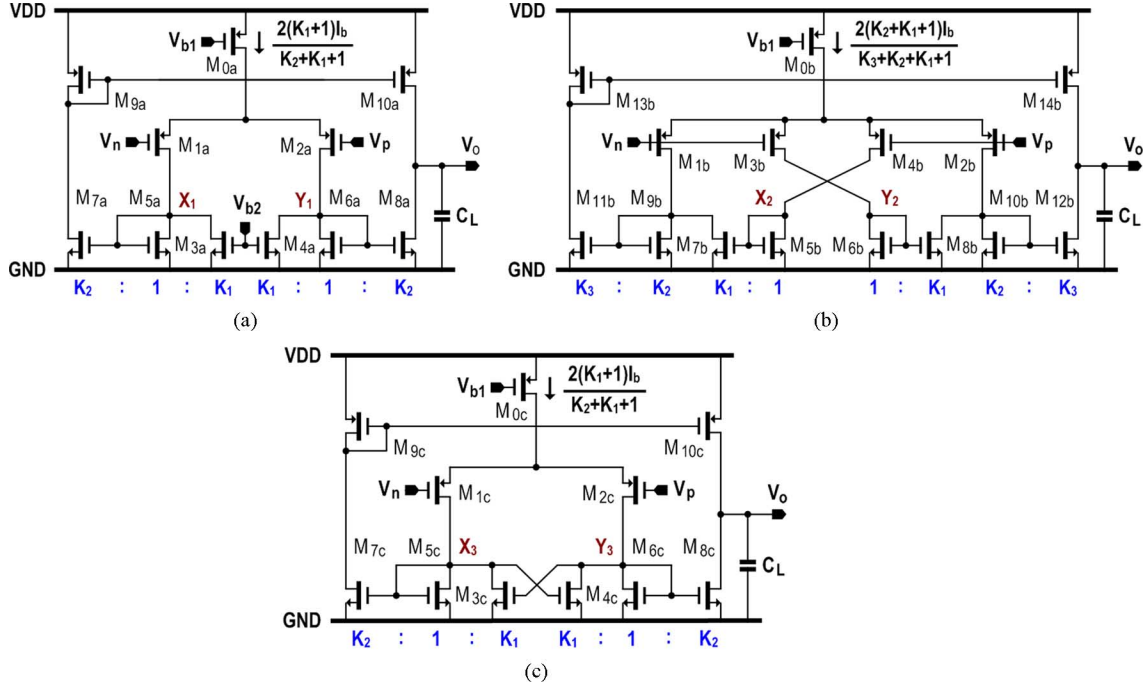 VDD
Vb1
2(K1+1)Ib
K2+K1+1
M0a
M9a
M10a
Vn
M1a
M2a
Vp
Vo
M7a
M5a
X1
Vb2
Y1
M6a
M8a
CL
M3a
M4a
GND
K2 : 1 : K1 K1 : 1 : K2
(a)
VDD
Vb1
2(K2+K1+1)Ib
K3+K2+K1+1
M0b
M13b
M14b
Vn
M1b
M3b
M4b
M2b
Vp
Vo
M11b
M9b
X2
Y2
M10b
M12b
CL
M7b
M5b
M6b
M8b
GND
K3 : K2 K1 : 1 1 : K1 K2 : K3
(b)
VDD
Vb1
2(K1+1)Ib
K2+K1+1
M0c
M9c
M10c
Vn
M1c
M2c
Vp
Vo
M7c
M5c
X3
Y3
M6c
M8c
CL
M3c
M4c
GND
K2 : 1 : K1 K1 : 1 : K2
(c)